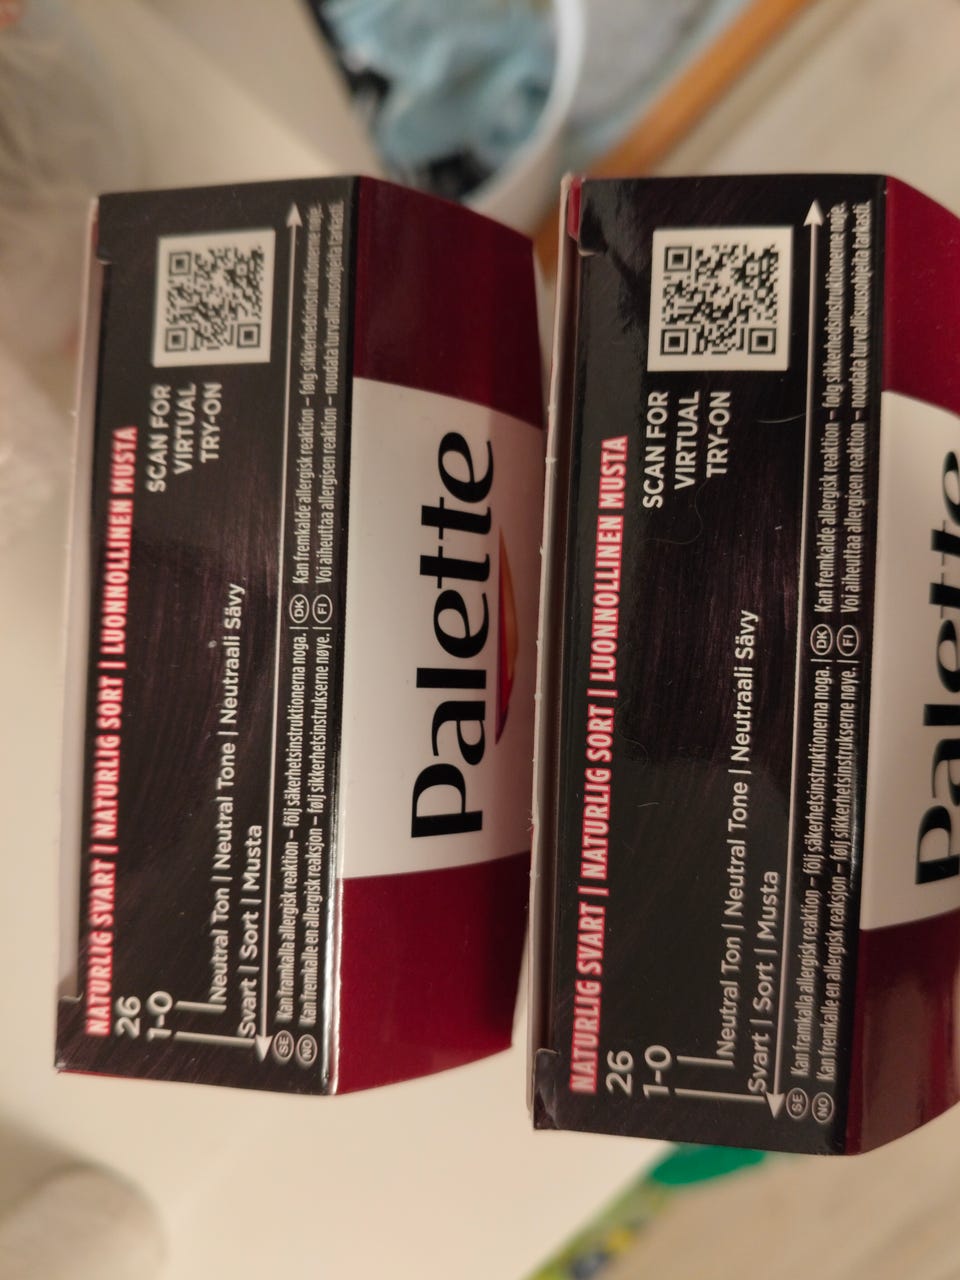 NATURLIG SVART | NATURLIG SORT | LUONNOLLINEN MUSTA
26
1-0
SCAN FOR
VIRTUAL
TRY-ON
Neutral Ton | Neutral Tone | Neutraali Sävy
Svart | Sort | Musta
SE Kan framkalla allergisk reaktion – följ säkerhetsinstruktionerna noga. | DK Kan fremkalde allergisk reaktion – følg sikkerhedsinstruktionerne nøje.
NO Kan fremkalle en allergisk reaksjon – følj sikkerhetsinstrukserne nøye. | FI Voi aiheuttaa allergisen reaktion – noudata turvallisuusohjeita tarkasti.
Palette
NATURLIG SVART | NATURLIG SORT | LUONNOLLINEN MUSTA
26
1-0
SCAN FOR
VIRTUAL
TRY-ON
Neutral Ton | Neutral Tone | Neutraali Sävy
Svart | Sort | Musta
SE Kan framkalla allergisk reaktion – följ säkerhetsinstruktionerna noga. | DK Kan fremkalde allergisk reaktion – følg sikkerhedsinstruktionerne nøje.
NO Kan fremkalle en allergisk reaksjon – følj sikkerhetsinstrukserne nøye. | FI Voi aiheuttaa allergisen reaktion – noudata turvallisuusohjeita tarkasti.
Palette